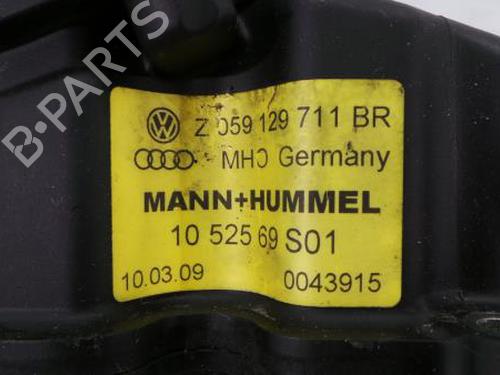 Z 059 129 711 BR
MHO Germany
MANN+HUMMEL
10 525 69 S01
10.03.09 0043915
B-PARTS